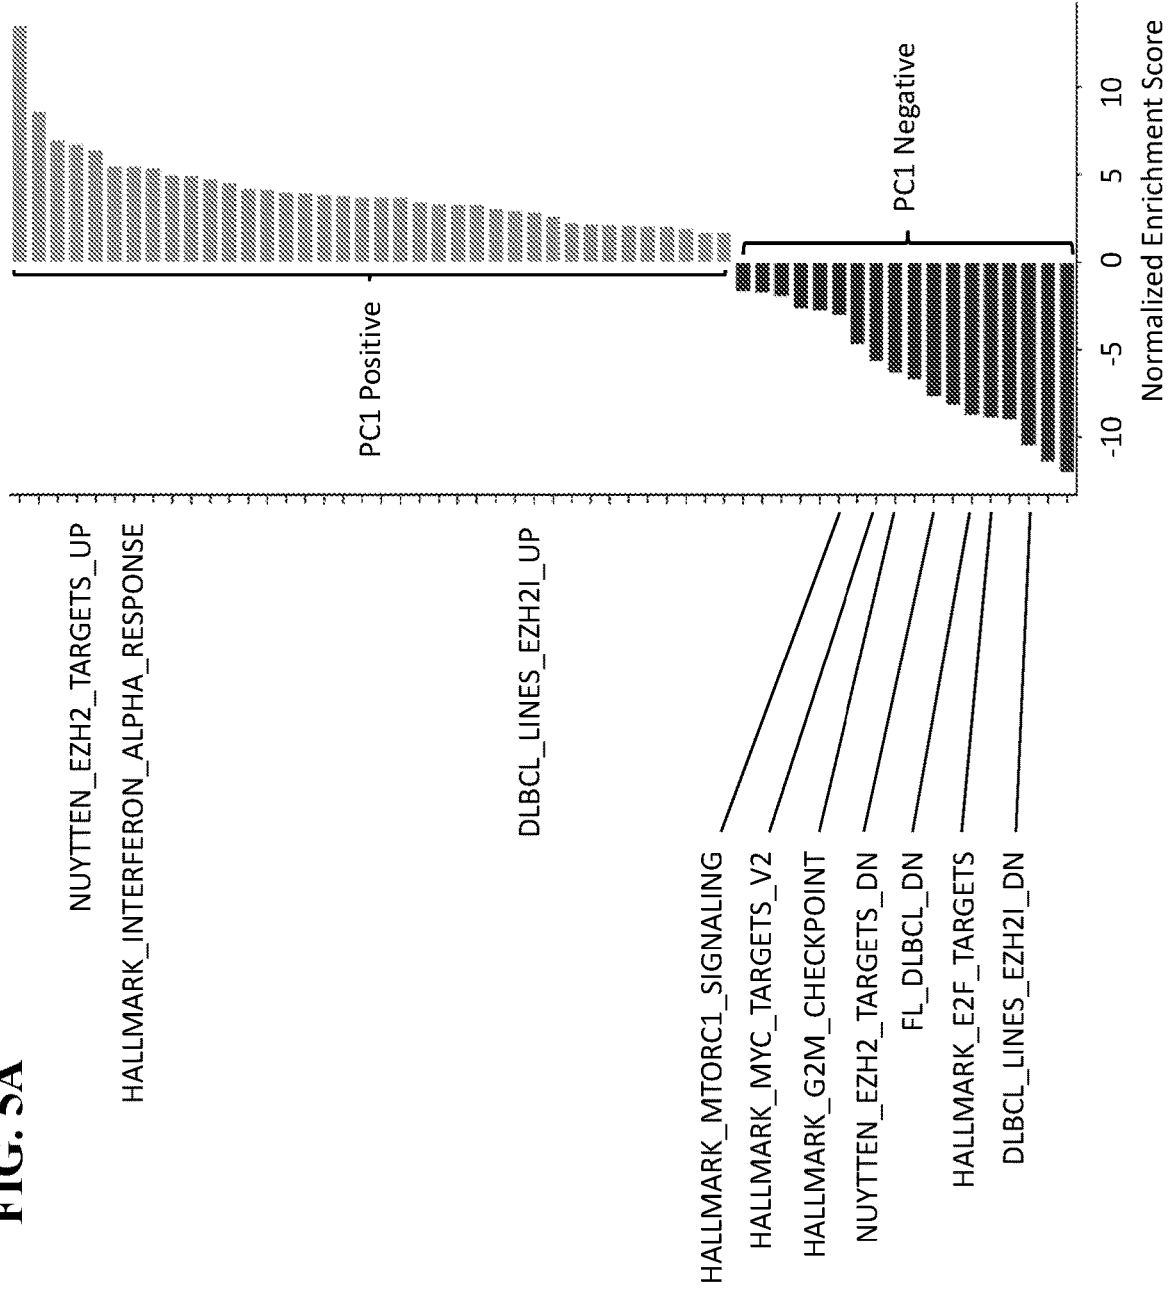 FIG. 5A
NUYTTEN_EZH2_TARGETS_UP
HALLMARK_INTERFERON_ALPHA_RESPONSE
DLBCL_LINES_EZH2I_UP
HALLMARK_MTORC1_SIGNALING
HALLMARK_MYC_TARGETS_V2
HALLMARK_G2M_CHECKPOINT
NUYTTEN_EZH2_TARGETS_DN
FL_DLBCL_DN
HALLMARK_E2F_TARGETS
DLBCL_LINES_EZH2I_DN
PC1 Positive
PC1 Negative
-10 -5 0 5 10
Normalized Enrichment Score